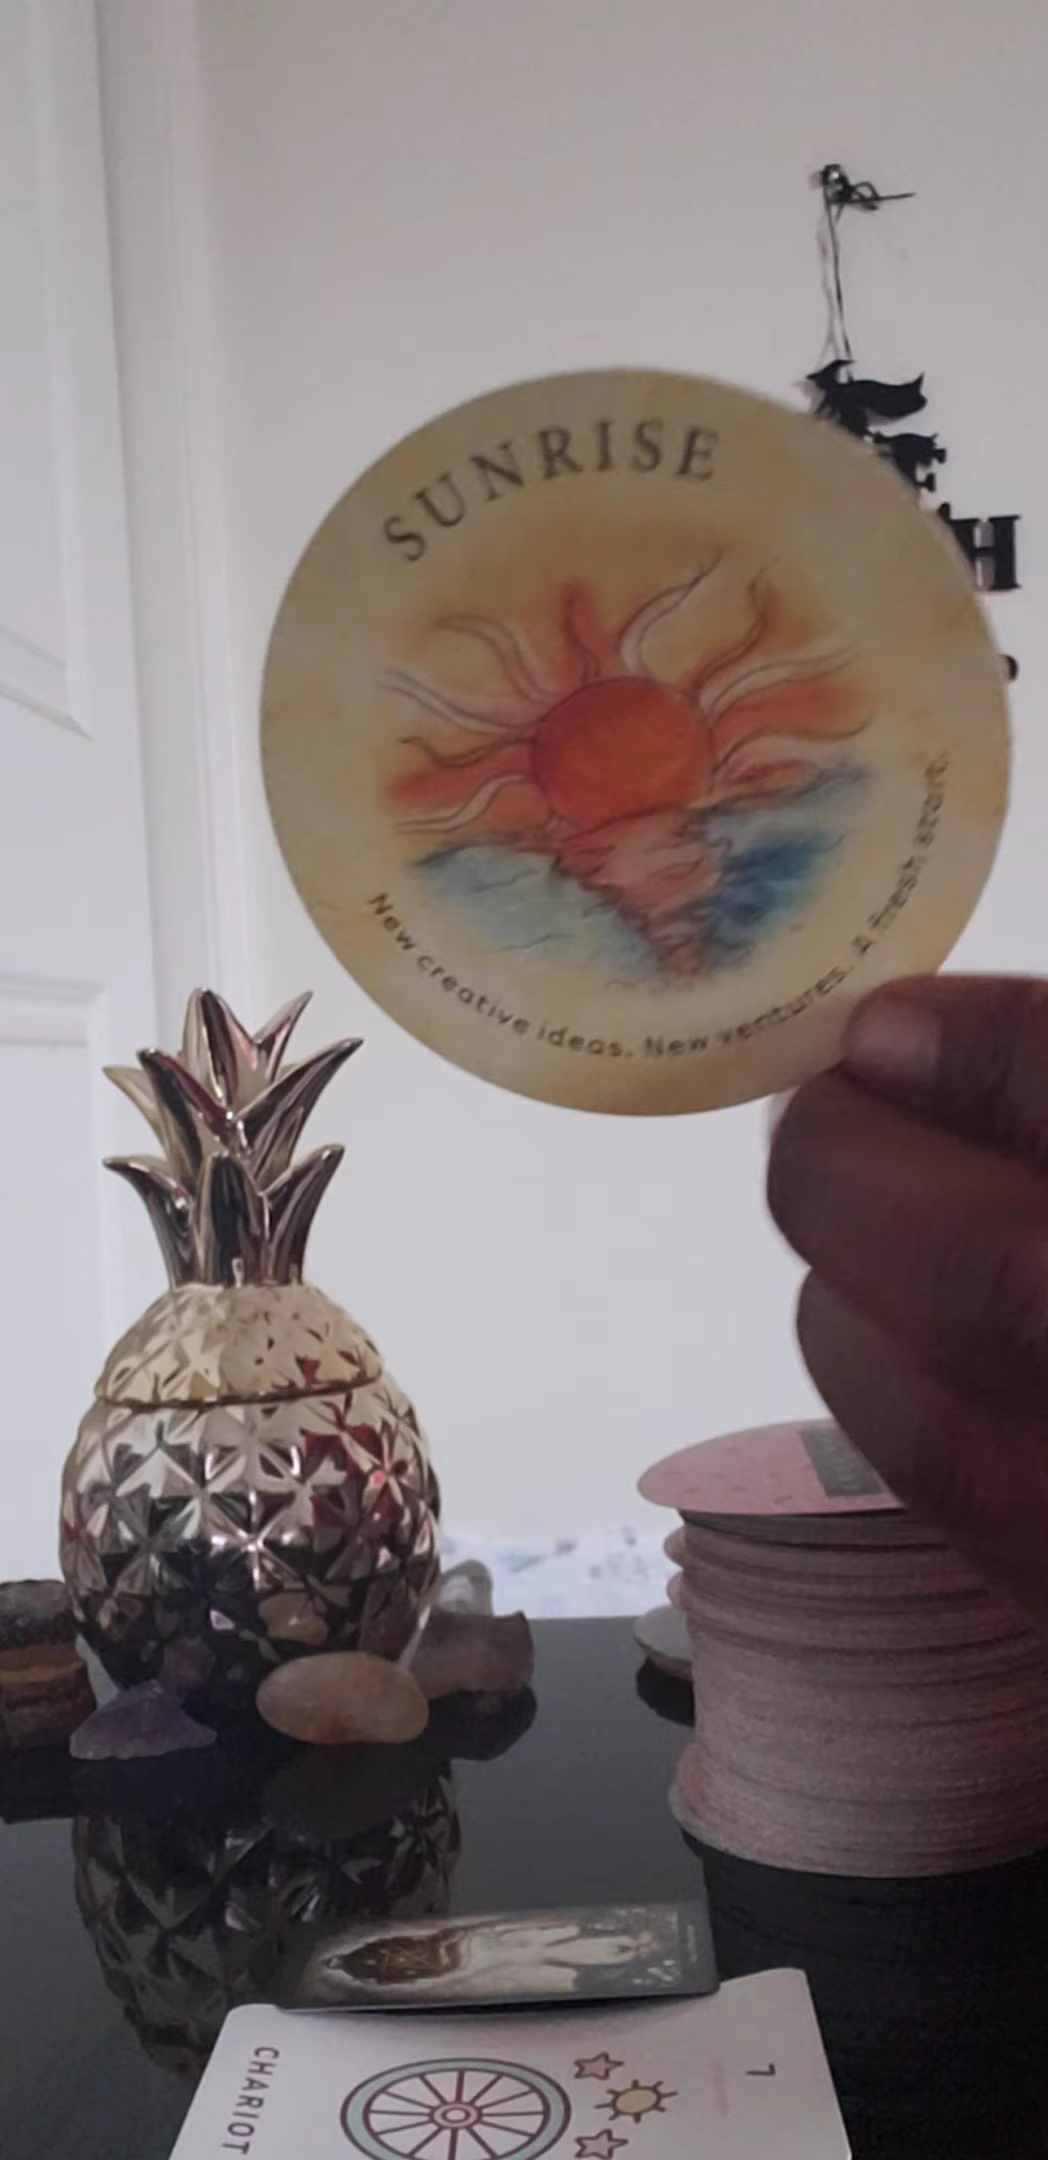 SUNRISE
New creative ideas. New ventures. A fresh start.
H
7
CHARIOT